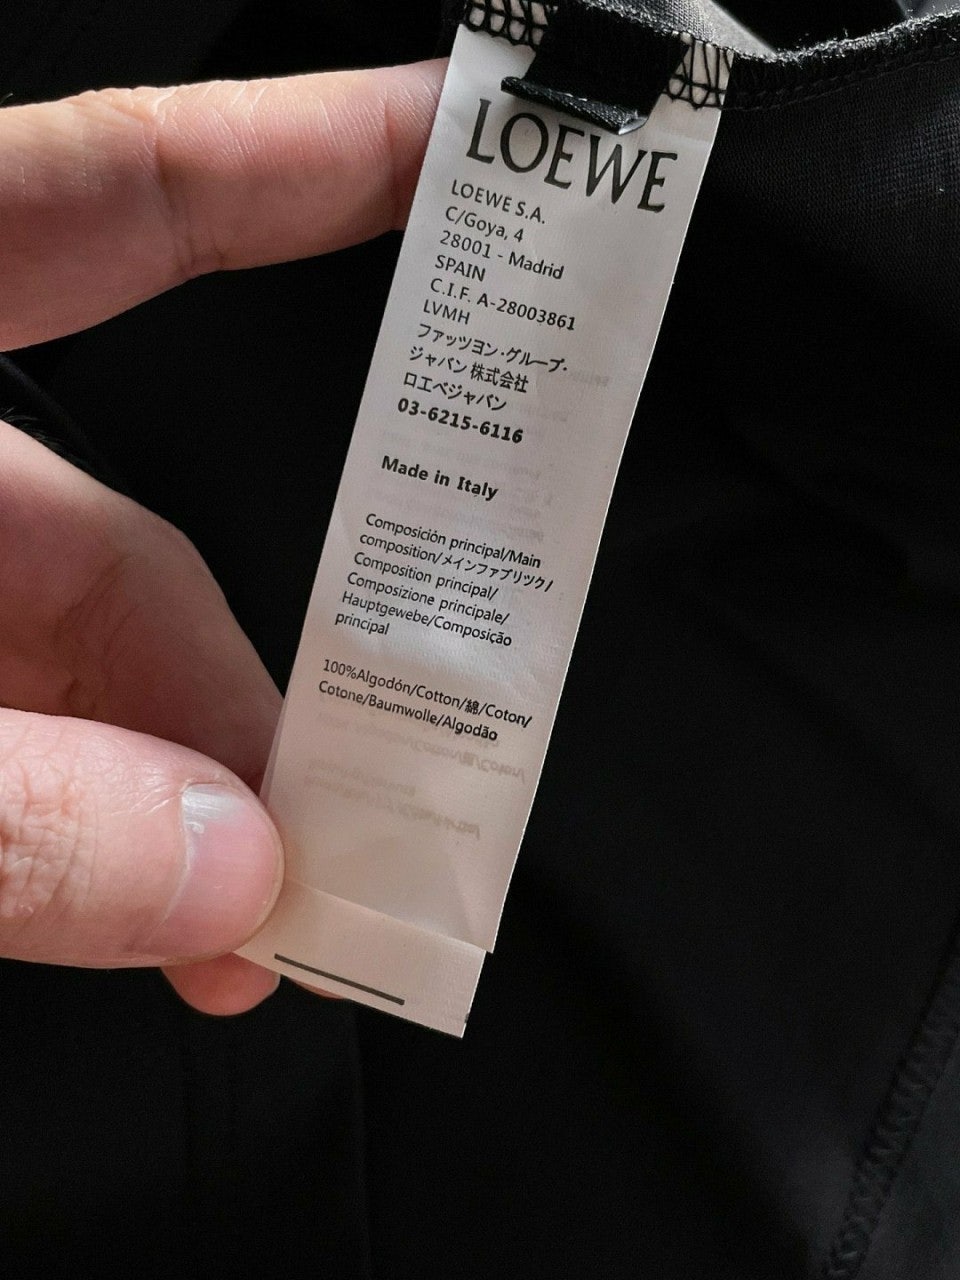 LOEWE
LOEWE S.A.
C/Goya, 4
28001 - Madrid
SPAIN
C.I.F. A-28003861
LVMH
ファッツヨン・グループ・
ジャバン 株式会社
ロエベジャバン
03-6215-6116
Made in Italy
Composición principal/Main
composition/メインファブリック/
Composition principal/
Composizione principale/
Hauptgewebe/Composição
principal
100%Algodón/Cotton/綿/Coton/
Cotone/Baumwolle/Algodão